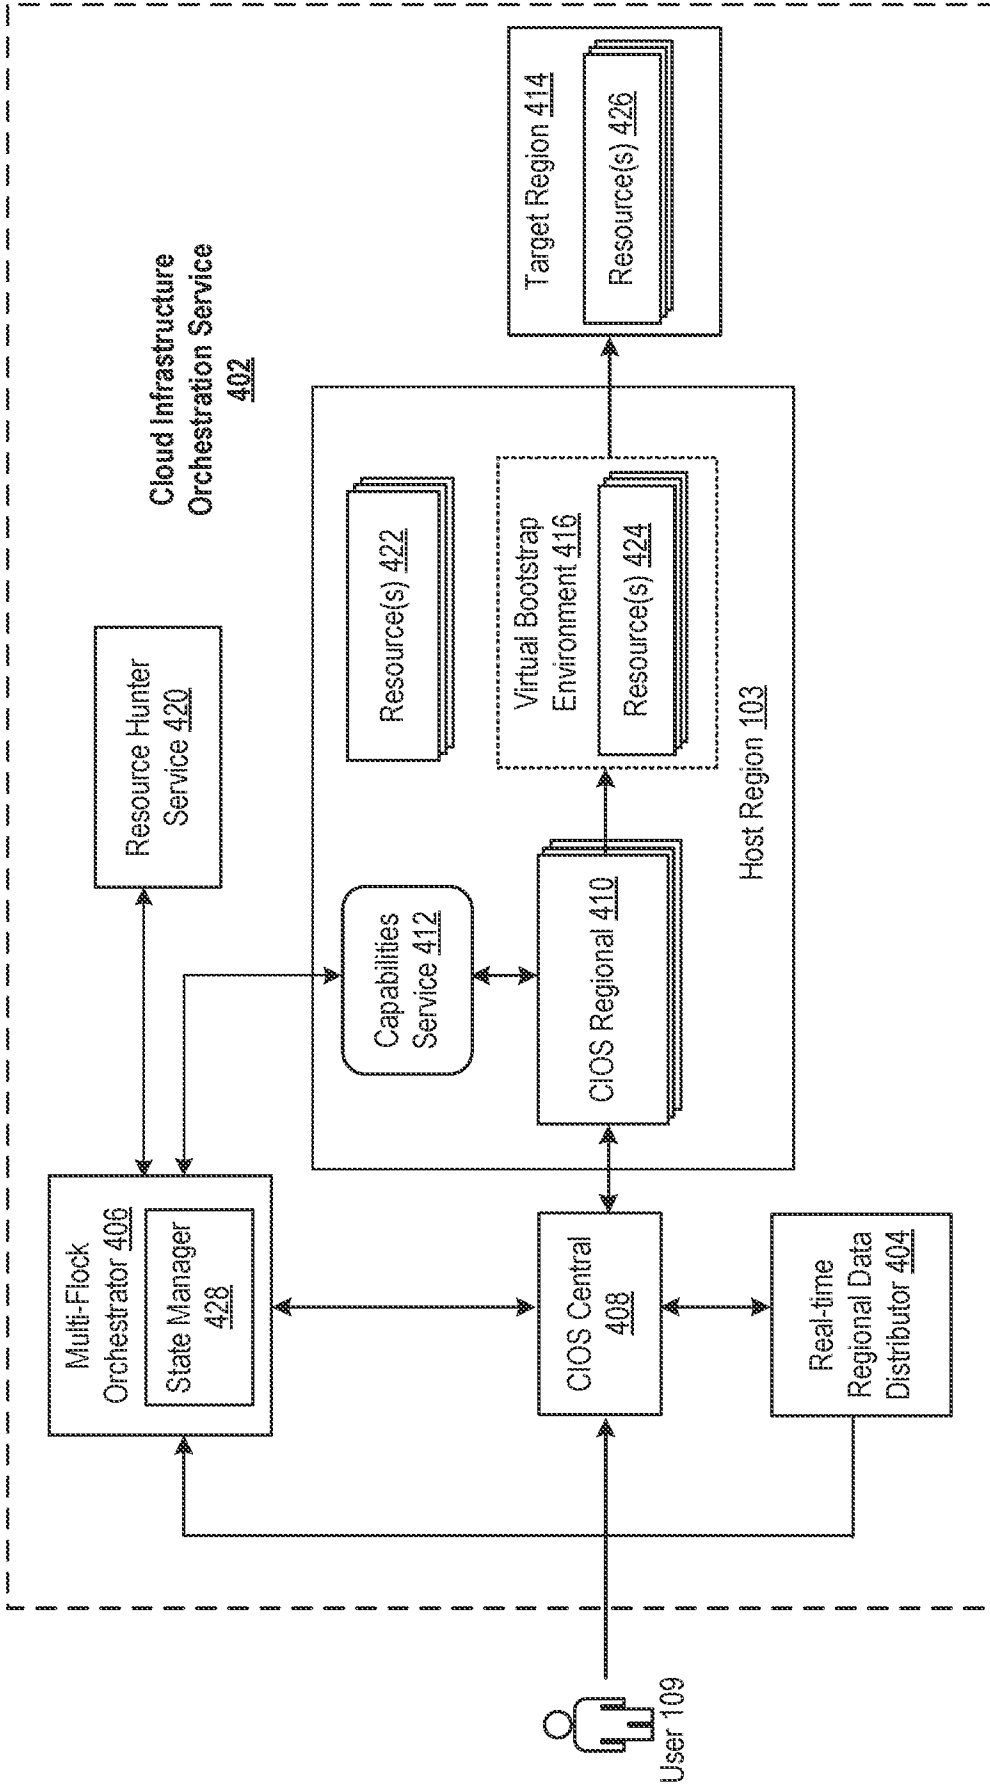 Cloud Infrastructure
Orchestration Service
402
Multi-Flock
Orchestrator 406
State Manager
428
Resource Hunter
Service 420
Capabilities
Service 412
Resource(s) 422
Target Region 414
Resource(s) 426
User 109
CIOS Central
408
CIOS Regional 410
Virtual Bootstrap
Environment 416
Resource(s) 424
Host Region 103
Real-time
Regional Data
Distributor 404